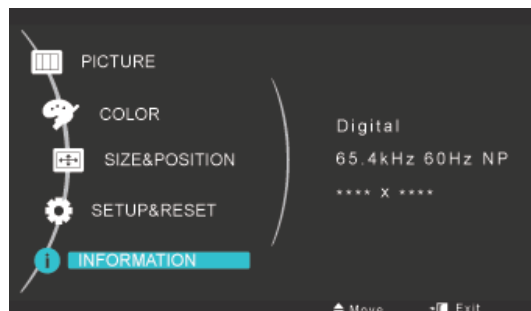 PICTURE
COLOR
SIZE&POSITION
SETUP&RESET
INFORMATION
Digital
65.4kHz 60Hz NP
**** X ****
Move Exit